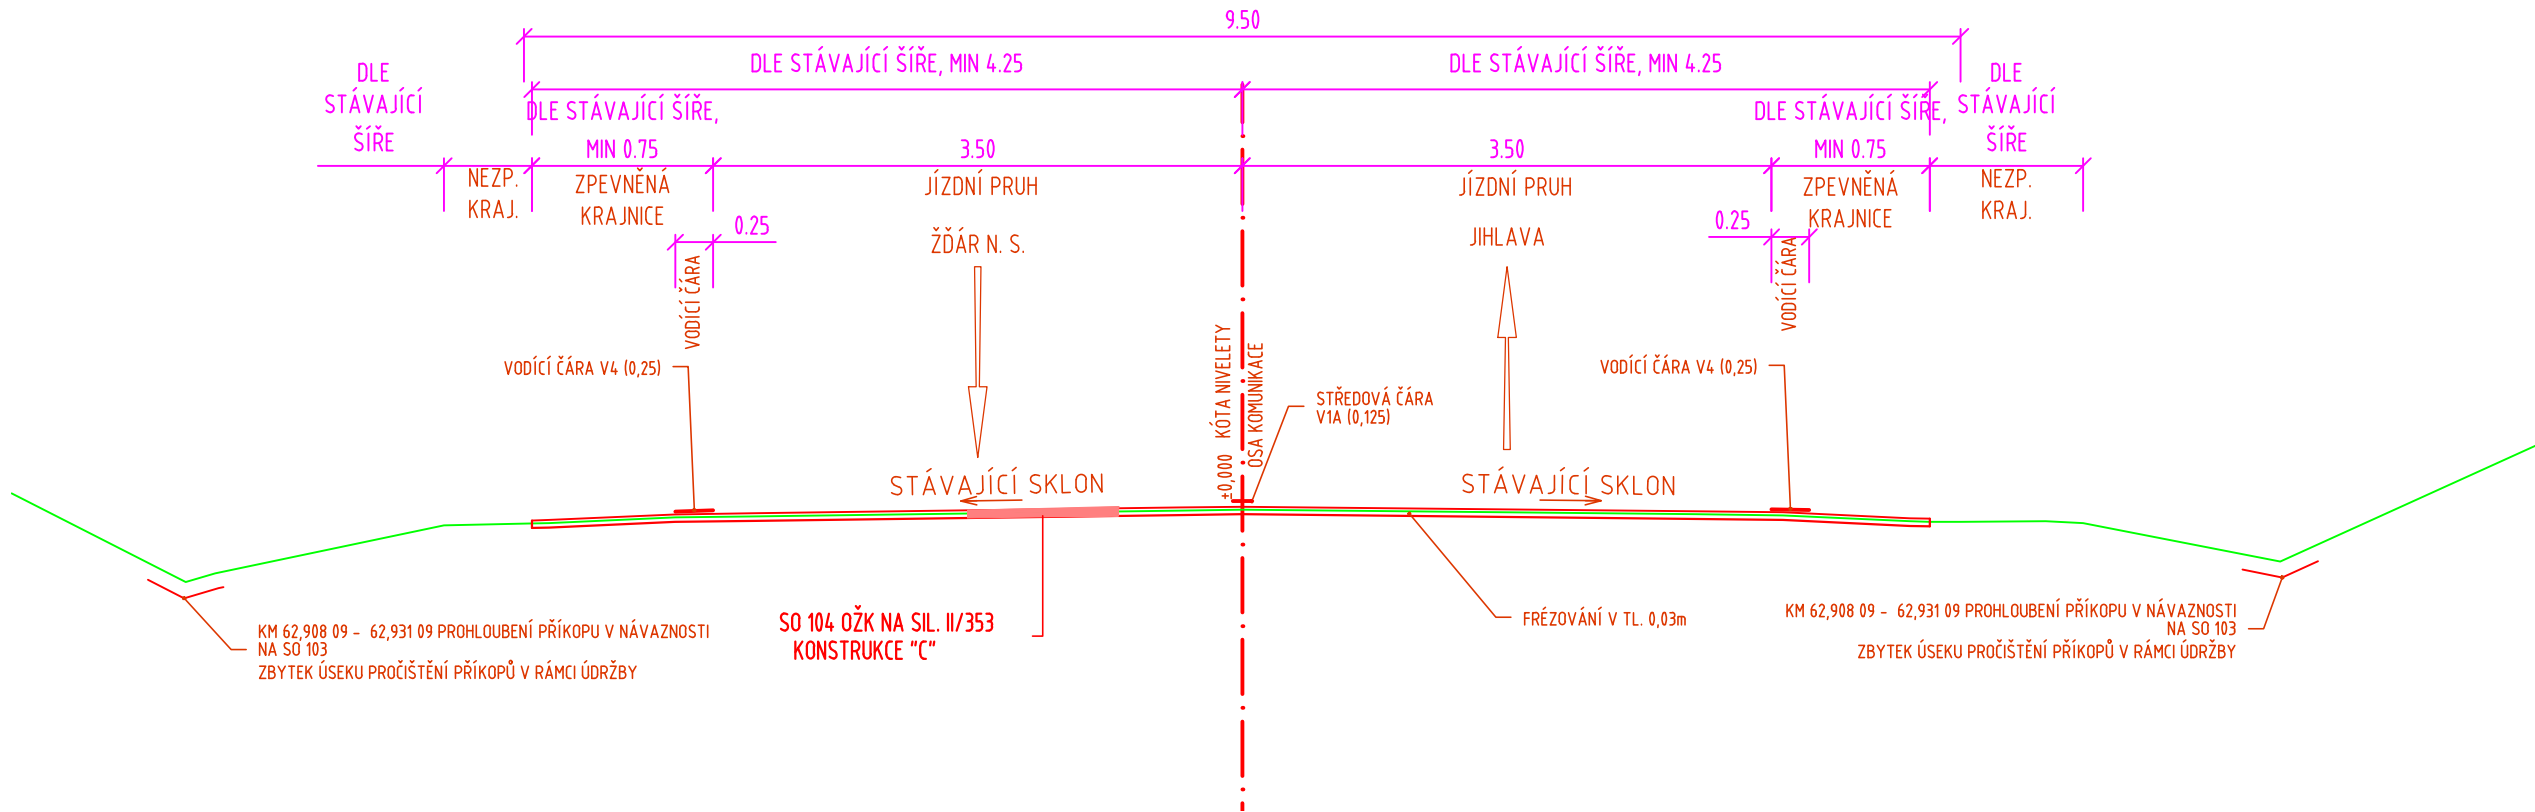 9.50
DLE STÁVAJÍCÍ ŠÍŘE, MIN 4.25
DLE STÁVAJÍCÍ ŠÍŘE, MIN 4.25
DLE
STÁVAJÍCÍ
ŠÍŘE
DLE STÁVAJÍCÍ ŠÍŘE,
MIN 0.75
3.50
3.50
DLE STÁVAJÍCÍ ŠÍŘE,
MIN 0.75
DLE
STÁVAJÍCÍ
ŠÍŘE
NEZP.
KRAJ.
ZPEVNĚNÁ
KRAJNICE
JÍZDNÍ PRUH
JÍZDNÍ PRUH
ZPEVNĚNÁ
KRAJNICE
NEZP.
KRAJ.
0.25
ŽĎÁR N. S.
JIHLAVA
0.25
VODÍCÍ ČÁRA
VODÍCÍ ČÁRA
VODÍCÍ ČÁRA V4 (0,25)
±0,000 KÓTA NIVELETY
OSA KOMUNIKACE
STŘEDOVÁ ČÁRA
V1A (0,125)
VODÍCÍ ČÁRA V4 (0,25)
STÁVAJÍCÍ SKLON
STÁVAJÍCÍ SKLON
KM 62,908 09 - 62,931 09 PROHLOUBENÍ PŘÍKOPU V NÁVAZNOSTI
NA SO 103
ZBYTEK ÚSEKU PROČIŠTĚNÍ PŘÍKOPŮ V RÁMCI ÚDRŽBY
SO 104 OŽK NA SIL. II/353
KONSTRUKCE "C"
FRÉZOVÁNÍ V TL. 0,03m
KM 62,908 09 - 62,931 09 PROHLOUBENÍ PŘÍKOPU V NÁVAZNOSTI
NA SO 103
ZBYTEK ÚSEKU PROČIŠTĚNÍ PŘÍKOPŮ V RÁMCI ÚDRŽBY